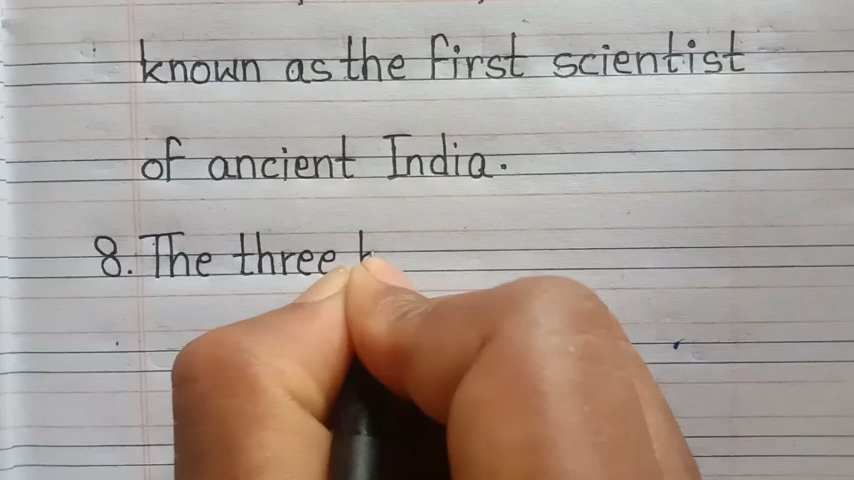 known as the first scientist
of ancient India.
8. The three